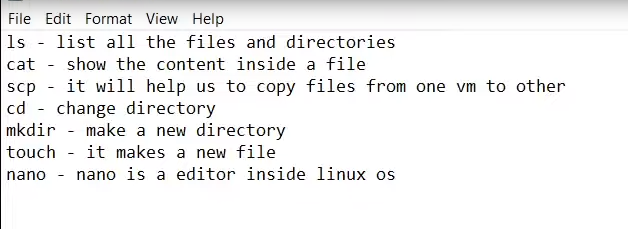 File Edit Format View Help
ls - list all the files and directories
cat - show the content inside a file
scp - it will help us to copy files from one vm to other
cd - change directory
mkdir - make a new directory
touch - it makes a new file
nano - nano is a editor inside linux os